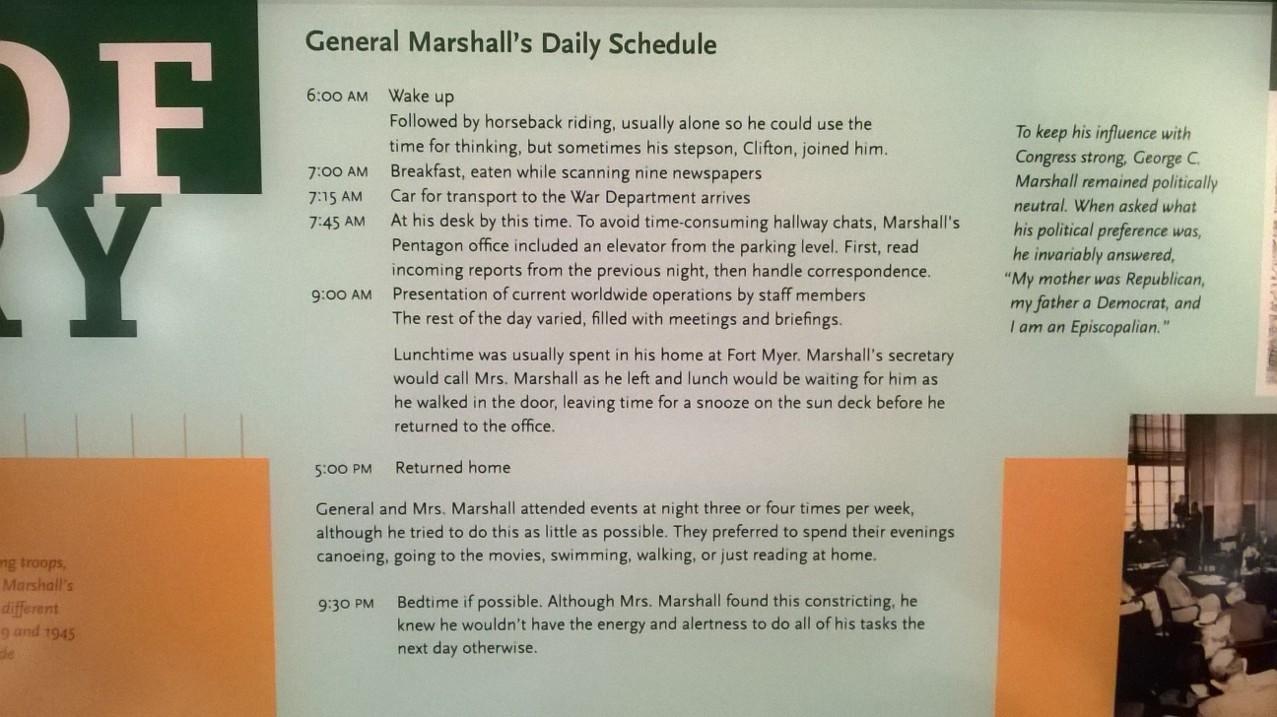 OF
RY
General Marshall's Daily Schedule
6:00 AM Wake up
Followed by horseback riding, usually alone so he could use the
time for thinking, but sometimes his stepson, Clifton, joined him.
7:00 AM Breakfast, eaten while scanning nine newspapers
7:15 AM Car for transport to the War Department arrives
7:45 AM At his desk by this time. To avoid time-consuming hallway chats, Marshall's
Pentagon office included an elevator from the parking level. First, read
incoming reports from the previous night, then handle correspondence.
9:00 AM Presentation of current worldwide operations by staff members
The rest of the day varied, filled with meetings and briefings.
Lunchtime was usually spent in his home at Fort Myer. Marshall's secretary
would call Mrs. Marshall as he left and lunch would be waiting for him as
he walked in the door, leaving time for a snooze on the sun deck before he
returned to the office.
5:00 PM Returned home
General and Mrs. Marshall attended events at night three or four times per week,
although he tried to do this as little as possible. They preferred to spend their evenings
canoeing, going to the movies, swimming, walking, or just reading at home.
9:30 PM Bedtime if possible. Although Mrs. Marshall found this constricting, he
knew he wouldn't have the energy and alertness to do all of his tasks the
next day otherwise.
To keep his influence with
Congress strong, George C.
Marshall remained politically
neutral. When asked what
his political preference was,
he invariably answered,
"My mother was Republican,
my father a Democrat, and
I am an Episcopalian."
ng troops,
Marshall's
different
9 and 1945
de